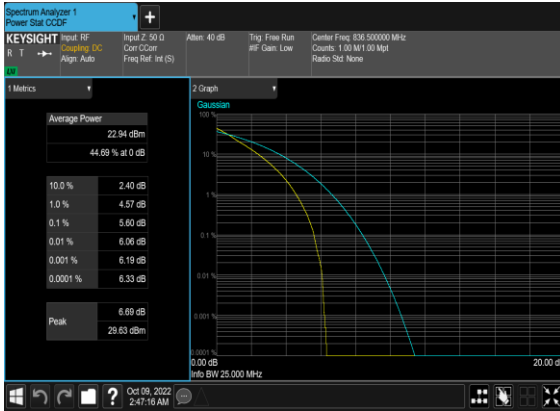 Spectrum Analyzer 1
Power Stat CCDF
KEYSIGHT
R T
LXI
Input: RF
Coupling: DC
Align: Auto
Input Z: 50 Ω
Corr CCorr
Freq Ref: Int (S)
Atten: 40 dB
Trig: Free Run
#IF Gain: Low
Center Freq: 836.500000 MHz
Counts: 1.00 M/1.00 Mpt
Radio Std: None
1 Metrics
Average Power
22.94 dBm
44.69 % at 0 dB
10.0 % 2.40 dB
1.0 % 4.57 dB
0.1 % 5.60 dB
0.01 % 6.06 dB
0.001 % 6.19 dB
0.0001 % 6.33 dB
Peak
6.69 dB
29.63 dBm
2 Graph
Gaussian
100 %
10 %
1 %
0.1 %
0.01 %
0.001 %
0.0001 %
0.00 dB
20.00 d
Info BW 25.000 MHz
?
Oct 09, 2022
2:47:16 AM